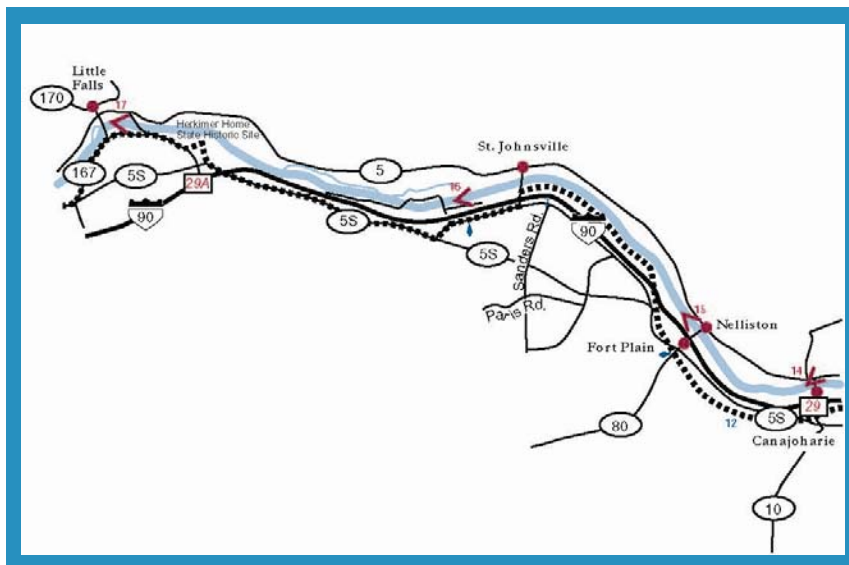 Little
Falls
170
17
Herkimer Home
State Historic Site
167
5S
29A
90
5
St. Johnsville
16
5S
5S
Sanders Rd.
90
Paris Rd.
15
Nelliston
Fort Plain
14
29
5S
12
80
Canajoharie
10